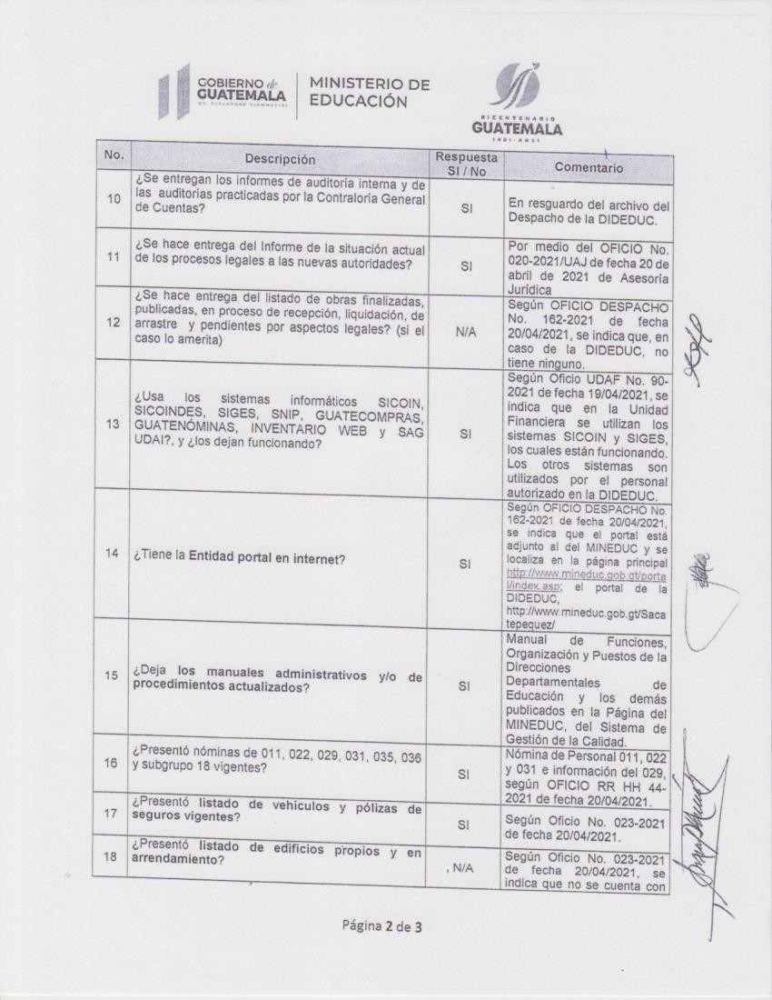 GOBIERNO de
GUATEMALA
DR. ALEJANDRO GIAMMATTEI
MINISTERIO DE
EDUCACIÓN
BICENTENARIO
GUATEMALA
1821-2021
No.
Descripción
Respuesta
SI / No
Comentario
10
¿Se entregan los informes de auditoría interna y de
las auditorías practicadas por la Contraloría General
de Cuentas?
SI
En resguardo del archivo del
Despacho de la DIDEDUC.
11
¿Se hace entrega del Informe de la situación actual
de los procesos legales a las nuevas autoridades?
SI
Por medio del OFICIO No.
020-2021/UAJ de fecha 20 de
abril de 2021 de Asesoría
Jurídica
12
¿Se hace entrega del listado de obras finalizadas,
publicadas, en proceso de recepción, liquidación, de
arrastre y pendientes por aspectos legales? (si el
caso lo amerita)
N/A
Según OFICIO DESPACHO
No. 162-2021 de fecha
20/04/2021, se indica que, en
caso de la DIDEDUC, no
tiene ninguno.
13
¿Usa los sistemas informáticos SICOIN,
SICOINDES, SIGES, SNIP, GUATECOMPRAS,
GUATENÓMINAS, INVENTARIO WEB y SAG
UDAI?, y ¿los dejan funcionando?
SI
Según Oficio UDAF No. 90-
2021 de fecha 19/04/2021, se
indica que en la Unidad
Financiera se utilizan los
sistemas SICOIN y SIGES,
los cuales están funcionando.
Los otros sistemas son
utilizados por el personal
autorizado en la DIDEDUC.
14
¿Tiene la Entidad portal en internet?
SI
Según OFICIO DESPACHO No.
162-2021 de fecha 20/04/2021,
se indica que el portal está
adjunto al del MINEDUC y se
localiza en la página principal
http://www.mineduc.gob.gt/porta
l/index.asp; el portal de la
DIDEDUC,
http://www.mineduc.gob.gt/Saca
tepequez/
15
¿Deja los manuales administrativos y/o de
procedimientos actualizados?
SI
Manual de Funciones,
Organización y Puestos de la
Direcciones
Departamentales de
Educación y los demás
publicados en la Página del
MINEDUC, del Sistema de
Gestión de la Calidad.
16
¿Presentó nóminas de 011, 022, 029, 031, 035, 036
y subgrupo 18 vigentes?
SI
Nómina de Personal 011, 022
y 031 e información del 029,
según OFICIO RR HH 44-
2021 de fecha 20/04/2021.
17
¿Presentó listado de vehículos y pólizas de
seguros vigentes?
SI
Según Oficio No. 023-2021
de fecha 20/04/2021.
18
¿Presentó listado de edificios propios y en
arrendamiento?
N/A
Según Oficio No. 023-2021
de fecha 20/04/2021, se
indica que no se cuenta con
Página 2 de 3